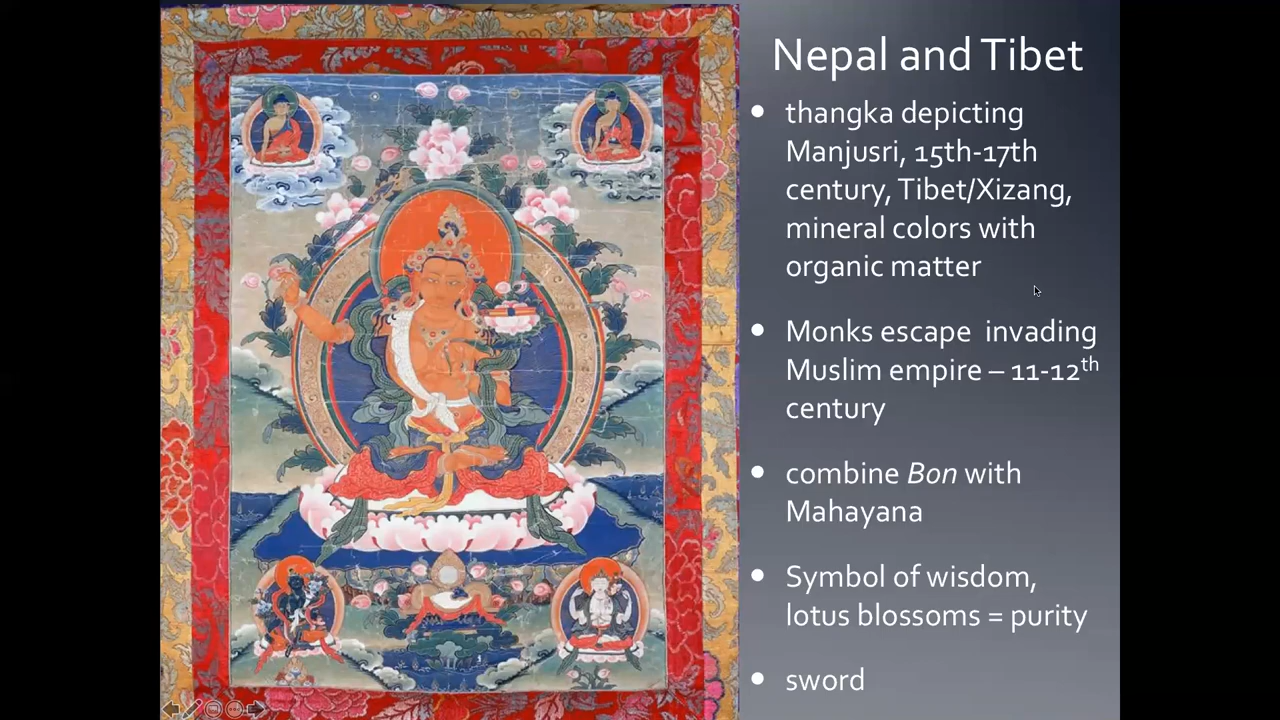 Nepal and Tibet
• thangka depicting
Manjusri, 15th-17th
century, Tibet/Xizang,
mineral colors with
organic matter
• Monks escape  invading
Muslim empire – 11-12th
century
• combine Bon with
Mahayana
• Symbol of wisdom,
lotus blossoms = purity
• sword